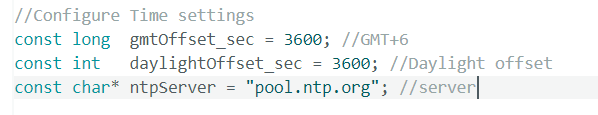 //Configure Time settings
const long  gmtOffset_sec = 3600; //GMT+6
const int   daylightOffset_sec = 3600; //Daylight offset
const char* ntpServer = "pool.ntp.org"; //server